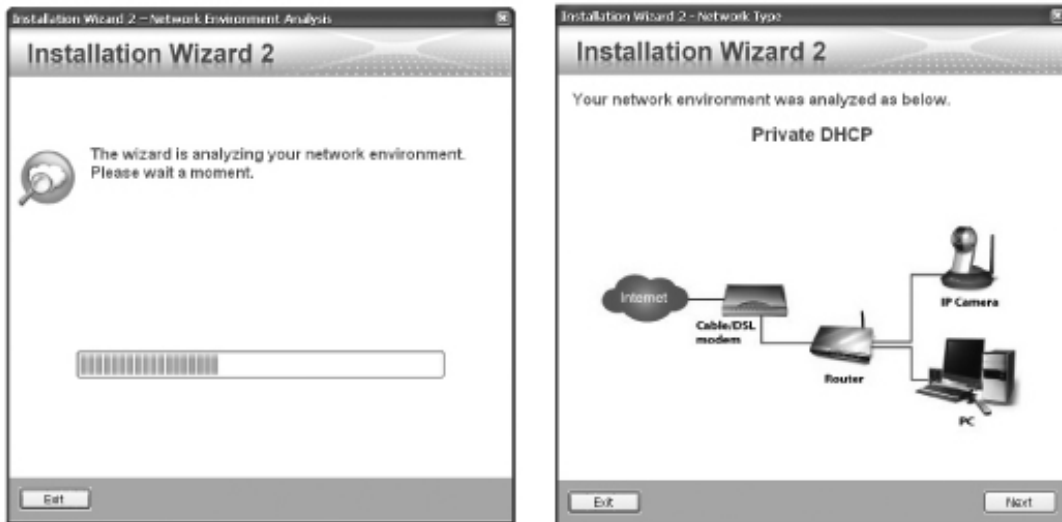 Installation Wizard 2 - Network Environment Analysis
Installation Wizard 2
The wizard is analyzing your network environment.
Please wait a moment.
Exit
Installation Wizard 2 - Network Type
Installation Wizard 2
Your network environment was analyzed as below.
Private DHCP
Internet
Cable/DSL
modem
IP Camera
Router
PC
Exit
Next